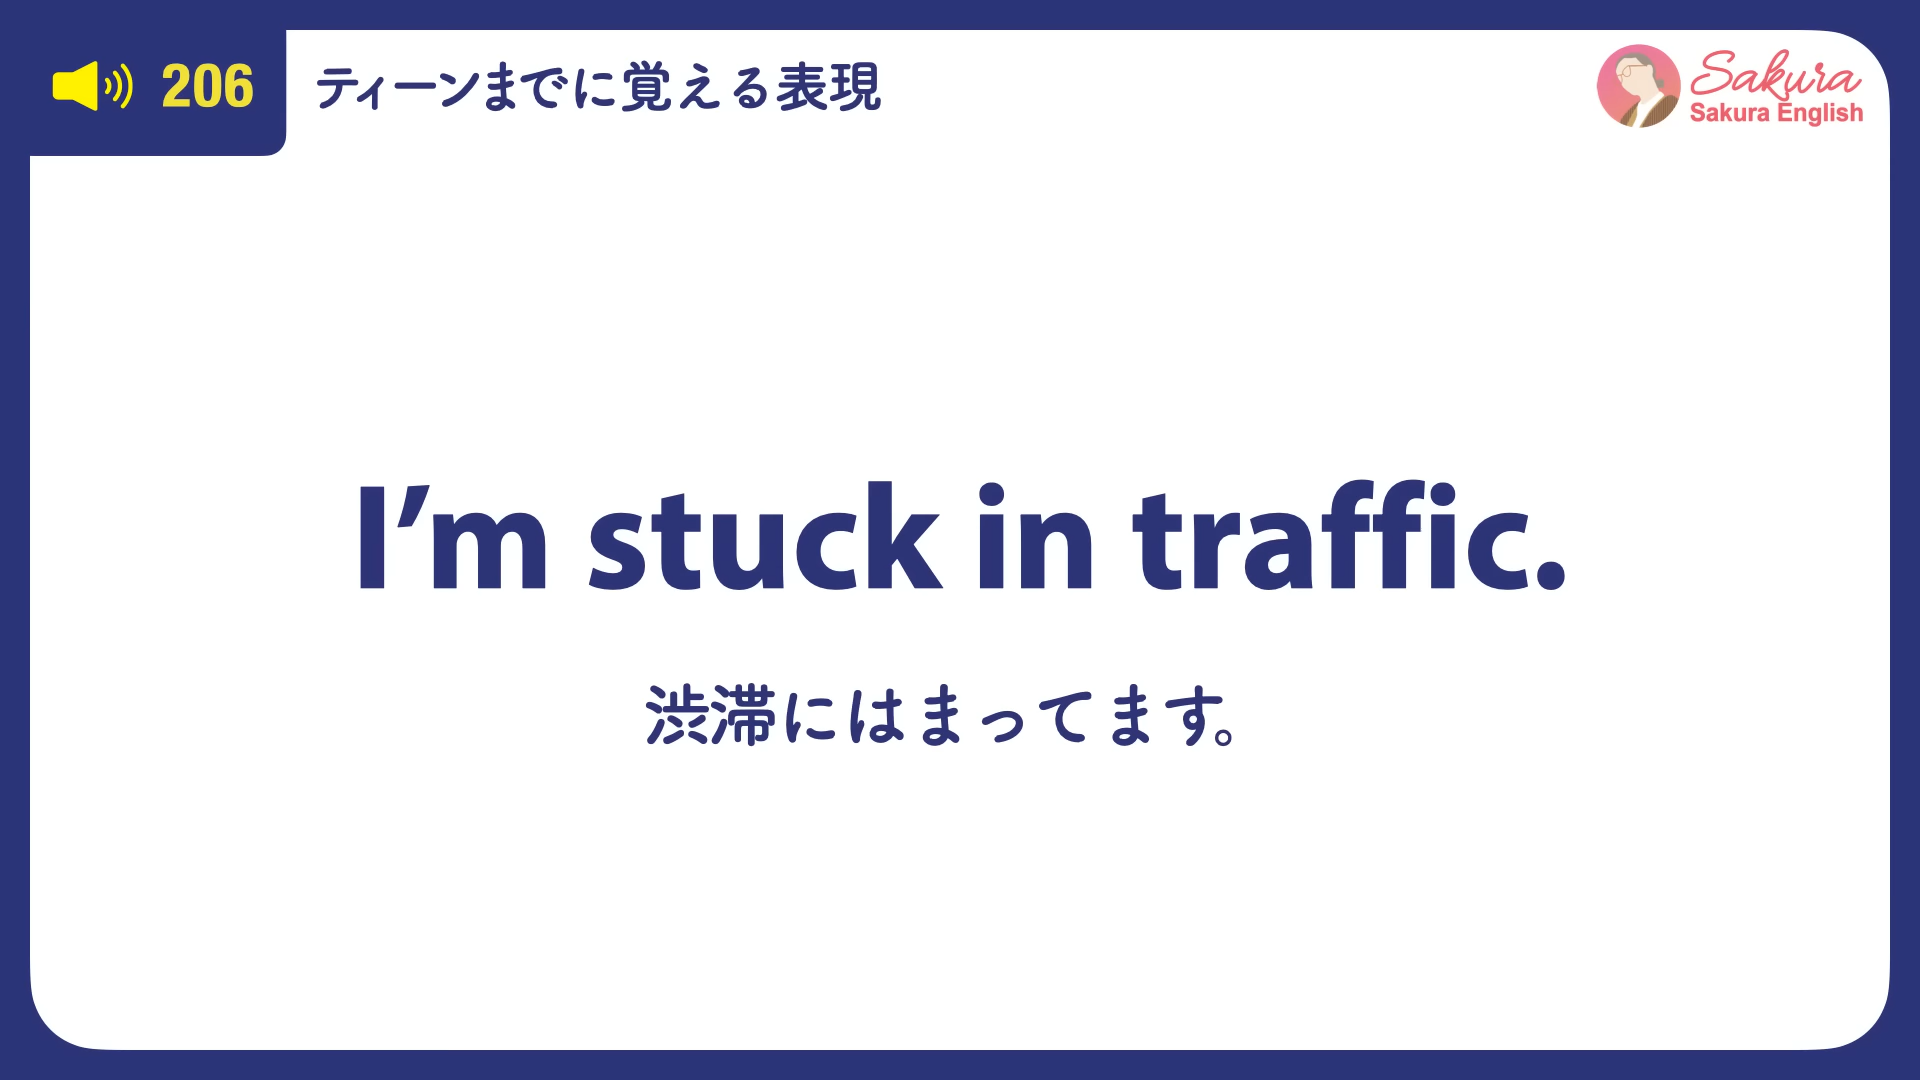 206
ティーンまでに覚える表現
Sakura
Sakura English
I’m stuck in traffic.
渋滞にはまってます。